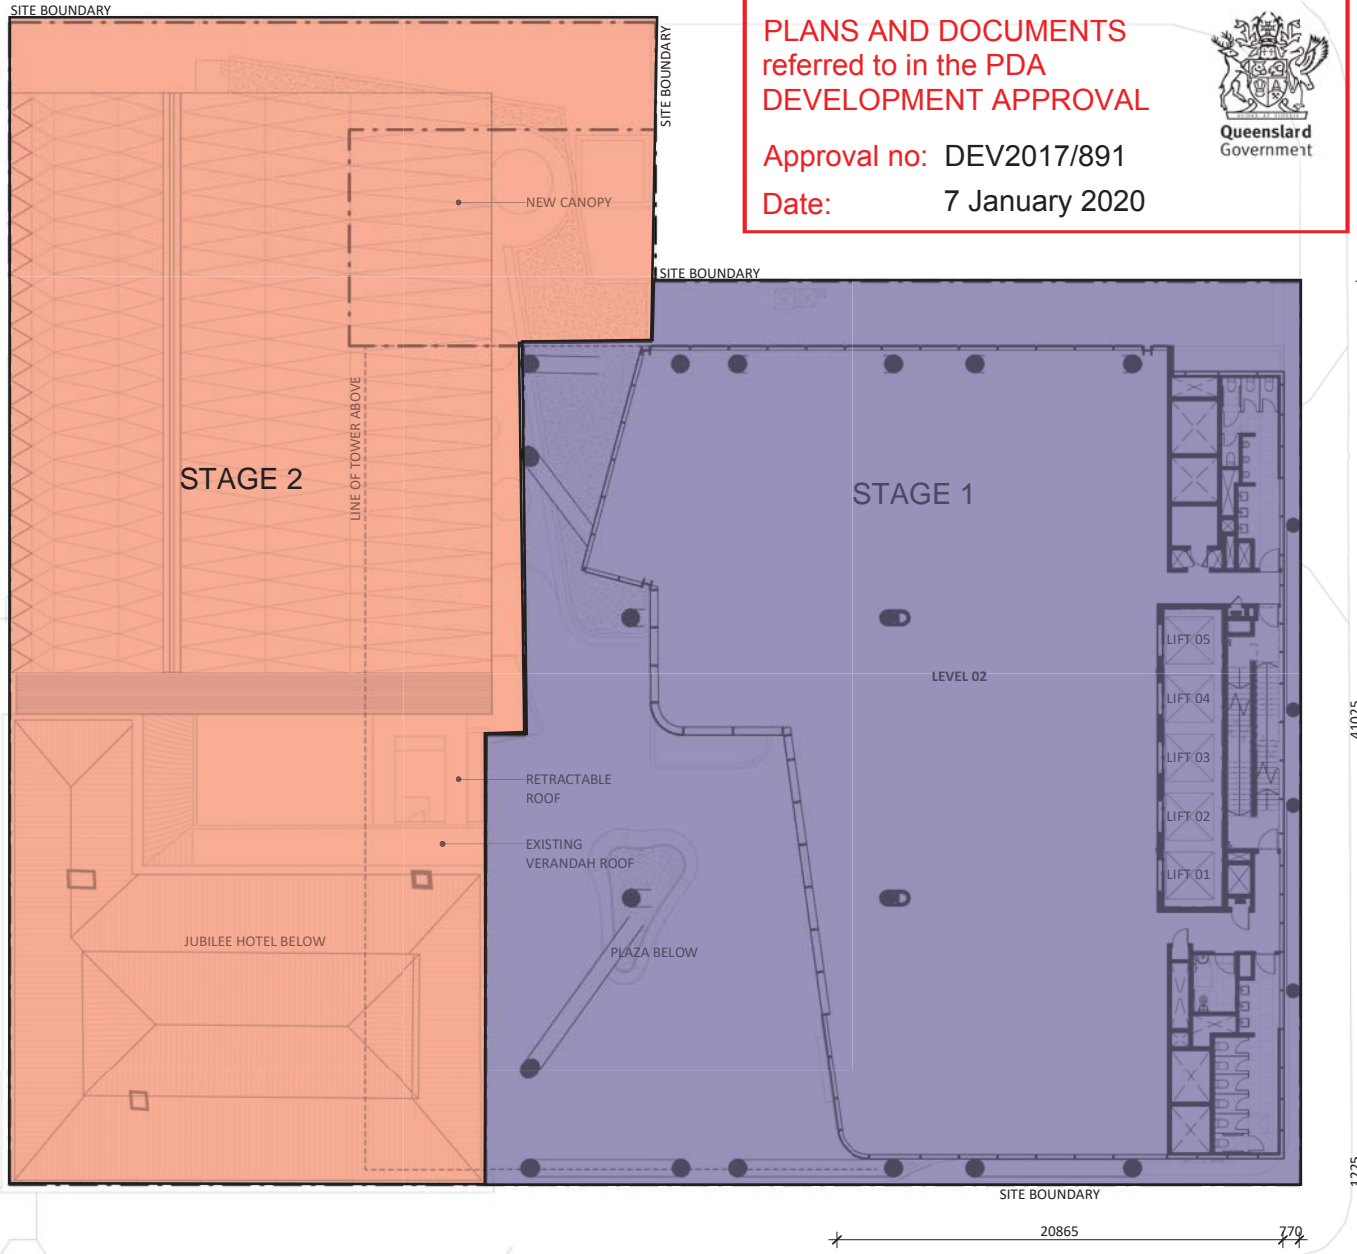 SITE BOUNDARY
SITE BOUNDARY
PLANS AND DOCUMENTS
referred to in the PDA
DEVELOPMENT APPROVAL
Approval no: DEV2017/891
Date: 7 January 2020
Queenslard
Government
NEW CANOPY
SITE BOUNDARY
LINE OF TOWER ABOVE
STAGE 2
STAGE 1
LIFT 05
LEVEL 02
LIFT 04
41025
LIFT 03
RETRACTABLE
ROOF
LIFT 02
EXISTING
VERANDAH ROOF
LIFT 01
JUBILEE HOTEL BELOW
PLAZA BELOW
1225
SITE BOUNDARY
20865
770